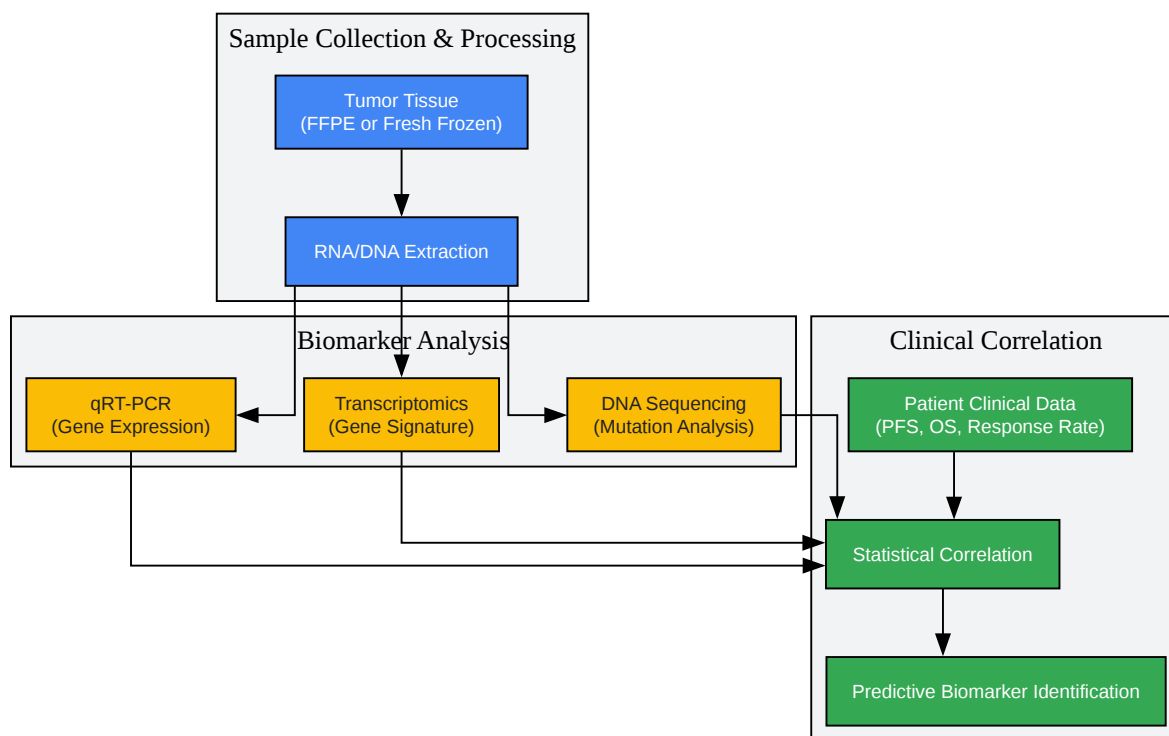 Sample Collection & Processing
Tumor Tissue
(FFPE or Fresh Frozen)
RNA/DNA Extraction
Biomarker Analysis
qRT-PCR
(Gene Expression)
Transcriptomics
(Gene Signature)
DNA Sequencing
(Mutation Analysis)
Clinical Correlation
Patient Clinical Data
(PFS, OS, Response Rate)
Statistical Correlation
Predictive Biomarker Identification